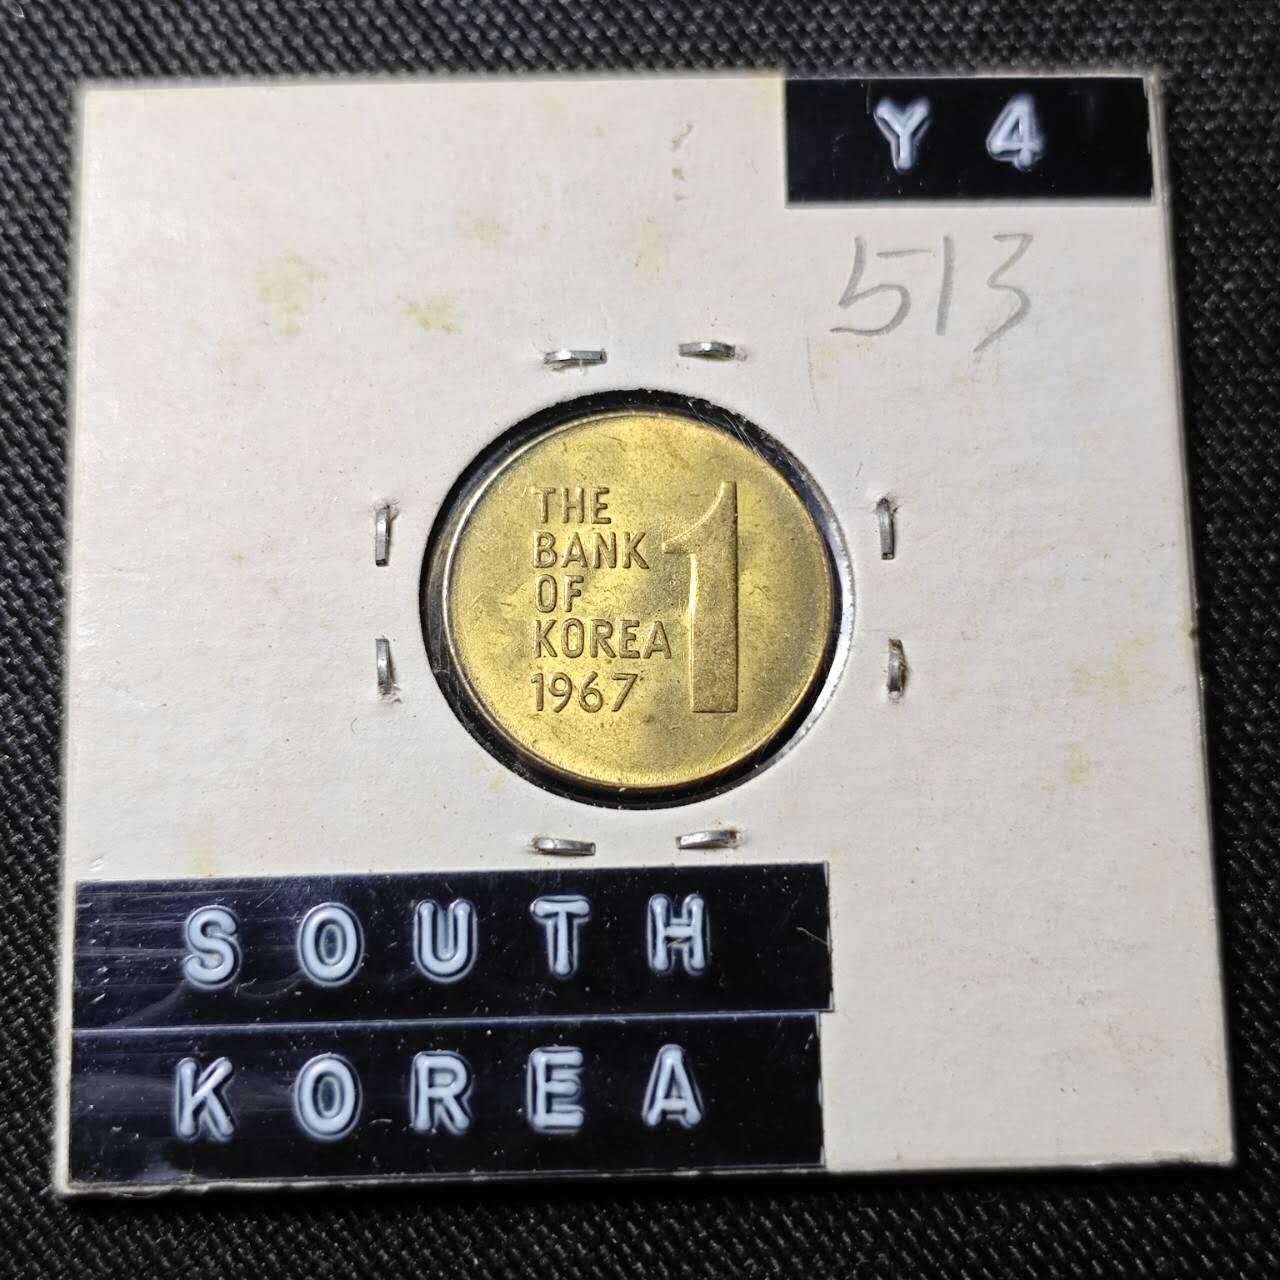 Y 4
513
THE
BANK
OF
KOREA
1967
1
SOUTH
KOREA